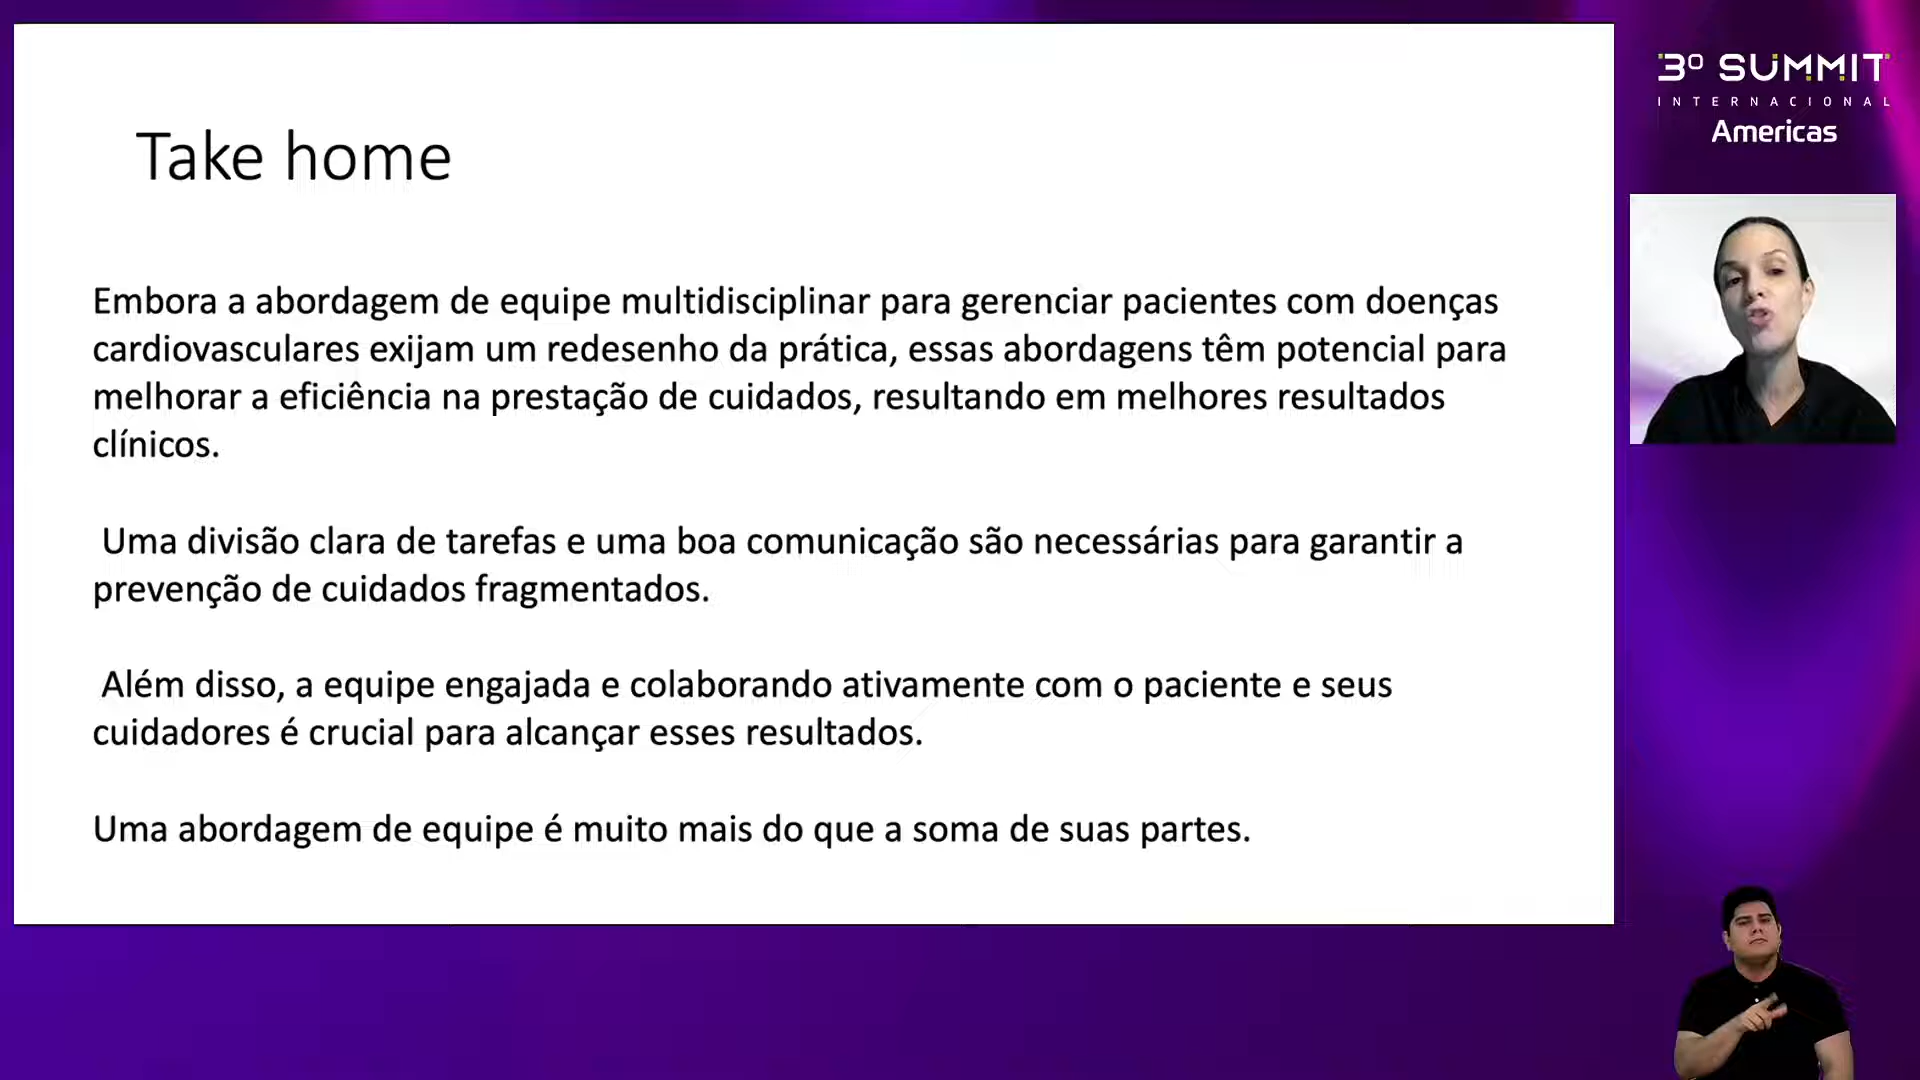 Take home
Embora a abordagem de equipe multidisciplinar para gerenciar pacientes com doenças
cardiovasculares exijam um redesenho da prática, essas abordagens têm potencial para
melhorar a eficiência na prestação de cuidados, resultando em melhores resultados
clínicos.
Uma divisão clara de tarefas e uma boa comunicação são necessárias para garantir a
prevenção de cuidados fragmentados.
Além disso, a equipe engajada e colaborando ativamente com o paciente e seus
cuidadores é crucial para alcançar esses resultados.
Uma abordagem de equipe é muito mais do que a soma de suas partes.
3º SUMMIT
INTERNACIONAL
Americas